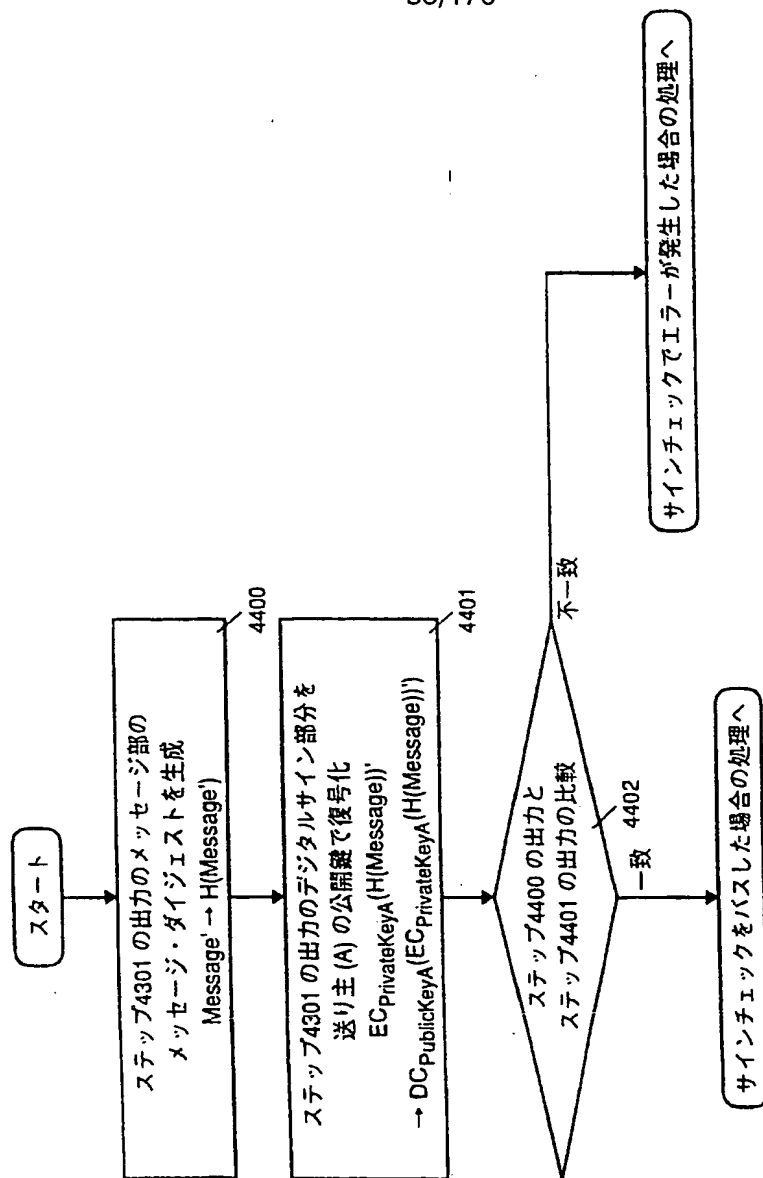 スタート
ステップ4301の出力のメッセージ部の
メッセージ・ダイジェストを生成
Message' → H(Message')
4400
ステップ4301の出力のデジタルサイン部分を
送り主(A)の公開鍵で復号化
ECPrivateKeyA(H(Message))'
→ DCPublicKeyA(ECPrivateKeyA(H(Message))')
4401
ステップ4400の出力と
ステップ4401の出力の比較
4402
不一致
一致
サインチェックでエラーが発生した場合の処理へ
サインチェックをパスした場合の処理へ